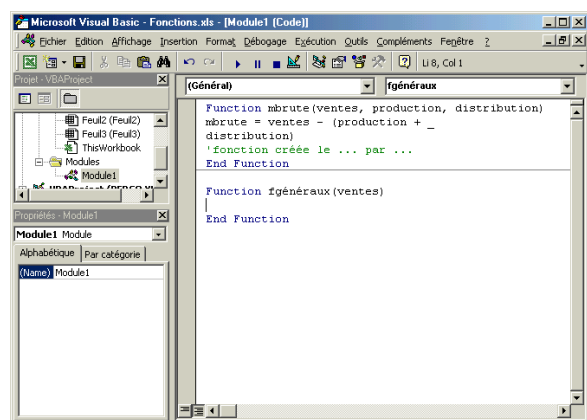 Microsoft Visual Basic - Fonctions.xls - [Module1 (Code)]
Fichier Edition Affichage Insertion Format Débogage Exécution Outils Compléments Fenêtre ?
Li 8, Col 1
Projet - VBAProject
Feuil2 (Feuil2)
Feuil3 (Feuil3)
ThisWorkbook
Modules
Module1
Propriétés - Module1
Module1 Module
Alphabétique Par catégorie
(Name) Module1
(Général) fgénéraux
Function mbrute(ventes, production, distribution)
mbrute = ventes - (production + _
distribution)
'fonction créée le ... par ...
End Function
Function fgénéraux(ventes)
End Function